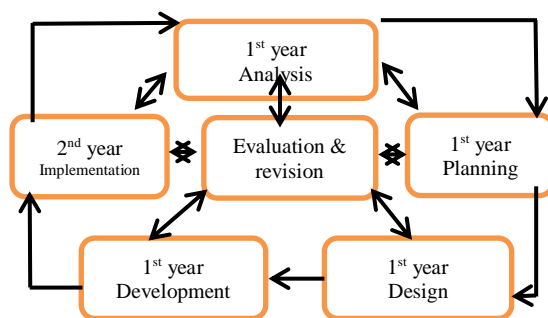 1st year
Analysis
2nd year
Implementation
Evaluation &
revision
1st year
Planning
1st year
Development
1st year
Design